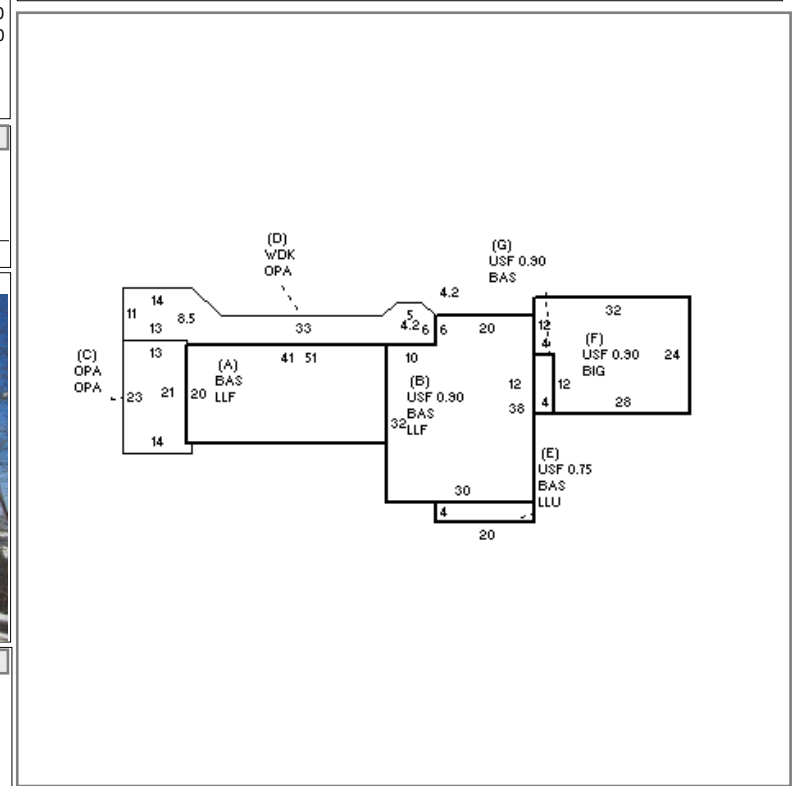 0
0
(D)
WDK
OPA
(G)
USF 0.90
BAS
4.2
14
11
13
8.5
33
5
4.2
6
6
20
12
4
32
(F)
USF 0.90
BIG
24
(C)
OPA
OPA
13
23
21
14
20
41
51
(A)
BAS
LLF
10
(B)
USF 0.90
BAS
LLF
32
12
38
4
12
28
30
(E)
USF 0.75
BAS
LLU
4
20